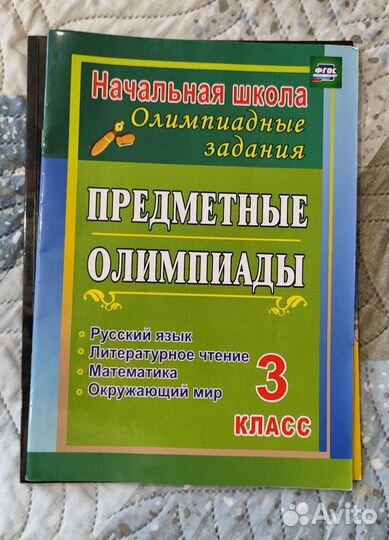 ФГОС
Начальная школа
Олимпиадные
задания
ПРЕДМЕТНЫЕ
ОЛИМПИАДЫ
Русский язык
Литературное чтение
Математика
Окружающий мир
3
КЛАСС
Avito